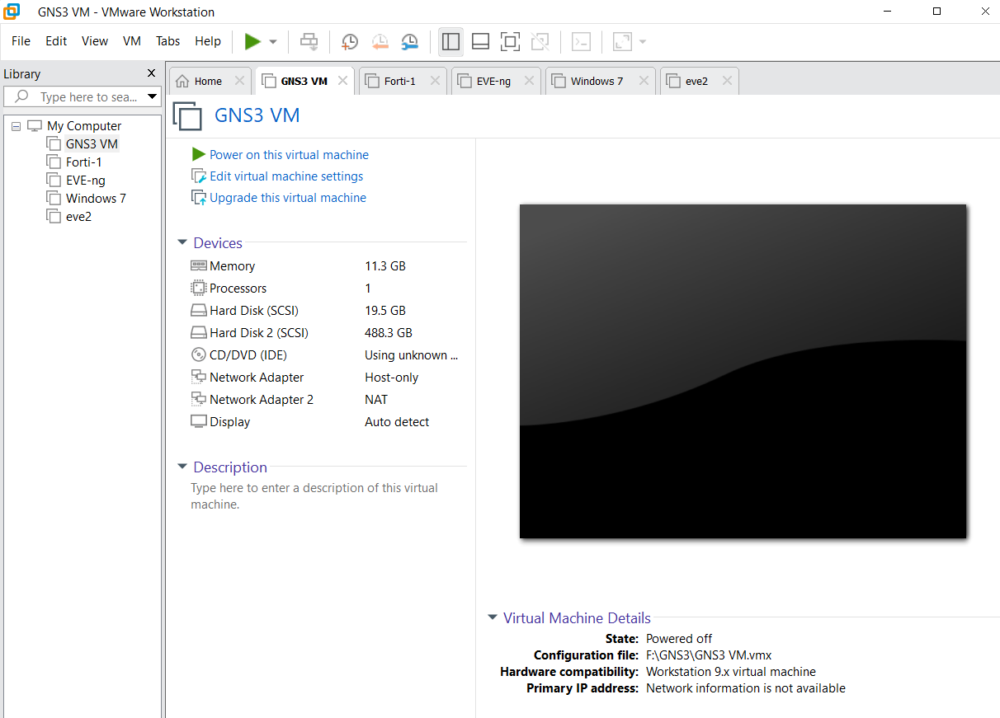 GNS3 VM - VMware Workstation
File Edit View VM Tabs Help
Library
Type here to sea...
My Computer
GNS3 VM
Forti-1
EVE-ng
Windows 7
eve2
Home GNS3 VM Forti-1 EVE-ng Windows 7 eve2
GNS3 VM
Power on this virtual machine
Edit virtual machine settings
Upgrade this virtual machine
Devices
Memory 11.3 GB
Processors 1
Hard Disk (SCSI) 19.5 GB
Hard Disk 2 (SCSI) 488.3 GB
CD/DVD (IDE) Using unknown ...
Network Adapter Host-only
Network Adapter 2 NAT
Display Auto detect
Description
Type here to enter a description of this virtual
machine.
Virtual Machine Details
State: Powered off
Configuration file: F:\GNS3\GNS3 VM.vmx
Hardware compatibility: Workstation 9.x virtual machine
Primary IP address: Network information is not available